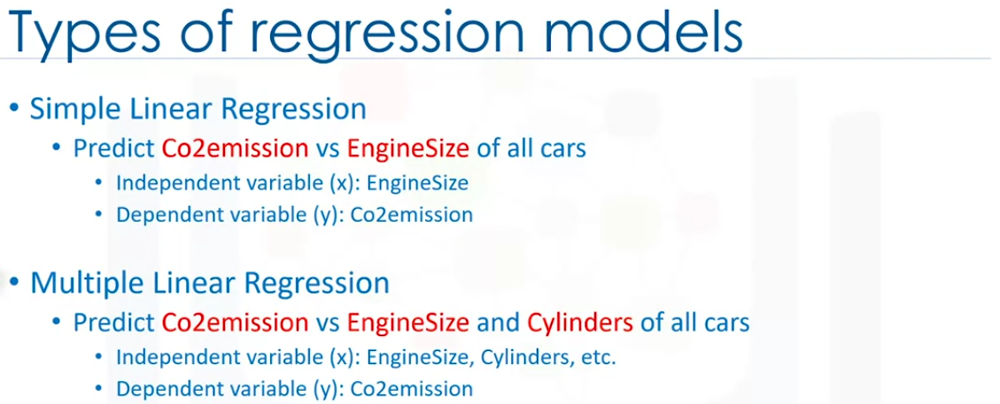 Types of regression models
• Simple Linear Regression
• Predict Co2emission vs EngineSize of all cars
• Independent variable (x): EngineSize
• Dependent variable (y): Co2emission
• Multiple Linear Regression
• Predict Co2emission vs EngineSize and Cylinders of all cars
• Independent variable (x): EngineSize, Cylinders, etc.
• Dependent variable (y): Co2emission